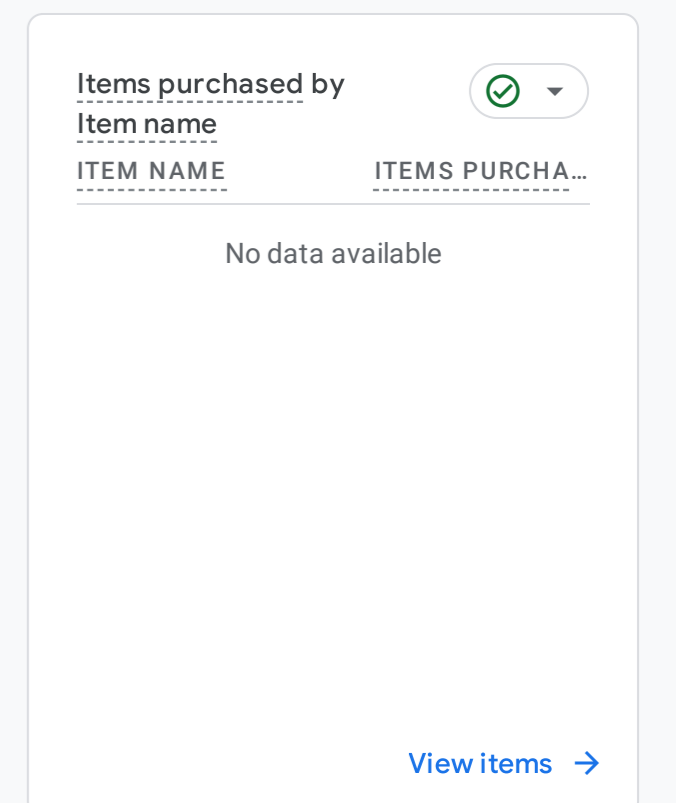 Items purchased by
Item name
ITEM NAME ITEMS PURCHA...
No data available
View items